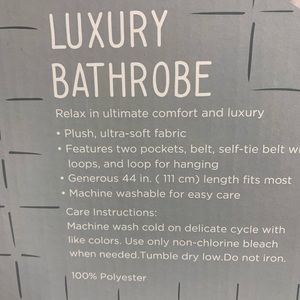 LUXURY
BATHROBE
Relax in ultimate comfort and luxury
• Plush, ultra-soft fabric
• Features two pockets, belt, self-tie belt wi
loops, and loop for hanging
• Generous 44 in. ( 111 cm) length fits most
• Machine washable for easy care
Care Instructions:
Machine wash cold on delicate cycle with
like colors. Use only non-chlorine bleach
when needed.Tumble dry low.Do not iron.
100% Polyester